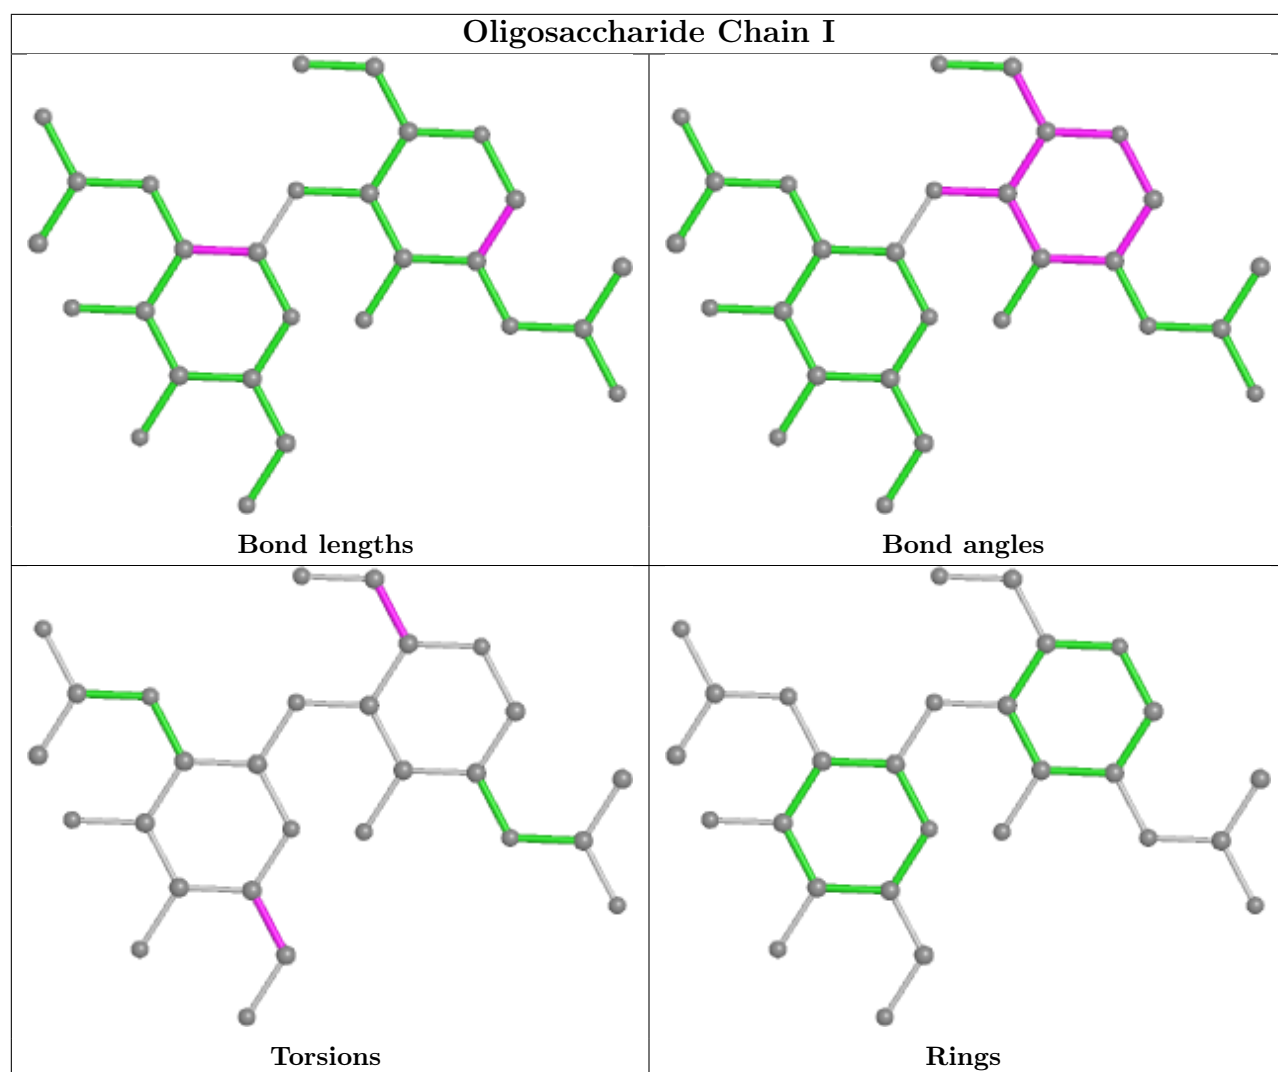 Oligosaccharide Chain I
Bond lengths
Bond angles
Torsions
Rings